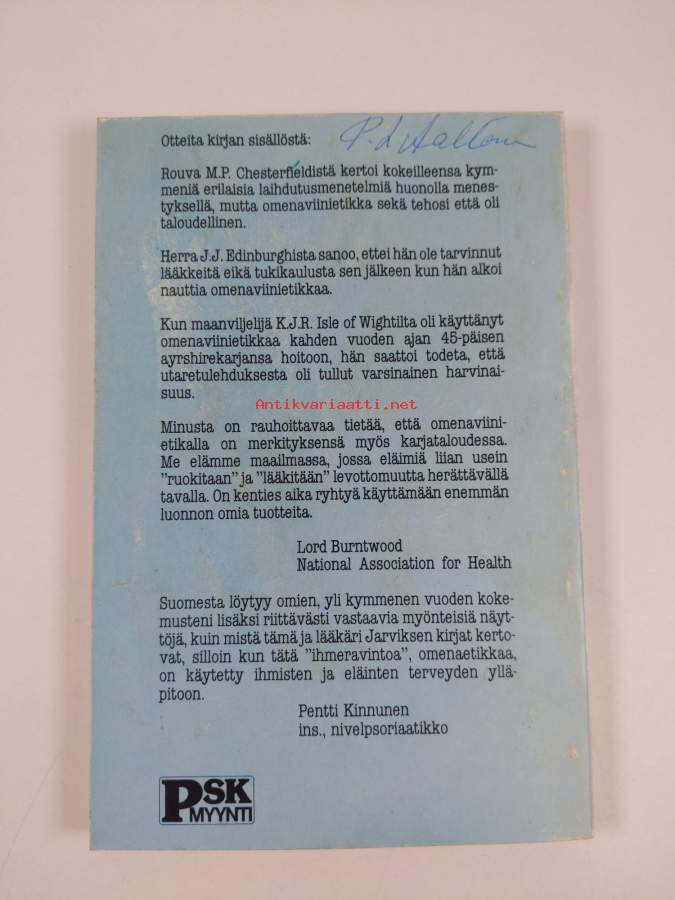 Otteita kirjan sisällöstä:
Rouva M.P. Chesterfieldistä kertoi kokeilleensa kym-
meniä erilaisia laihdutusmenetelmiä huonolla menes-
tyksellä, mutta omenaviinietikka sekä tehosi että oli
taloudellinen.
Herra J.J. Edinburghista sanoo, ettei hän ole tarvinnut
lääkkeitä eikä tukikaulusta sen jälkeen kun hän alkoi
nauttia omenaviinietikkaa.
Kun maanviljelijä K.J.R. Isle of Wightilta oli käyttänyt
omenaviinietikkaa kahden vuoden ajan 45-päisen
ayrshirekarjansa hoitoon, hän saattoi todeta, että
utaretulehduksesta oli tullut varsinainen harvinai-
suus.
Antikvariaatti.net
Minusta on rauhoittavaa tietää, että omenaviini-
etikalla on merkityksensä myös karjataloudessa.
Me elämme maailmassa, jossa eläimiä liian usein
"ruokitaan" ja "lääkitään" levottomuutta herättävällä
tavalla. On kenties aika ryhtyä käyttämään enemmän
luonnon omia tuotteita.
Lord Burntwood
National Association for Health
Suomesta löytyy omien, yli kymmenen vuoden koke-
musteni lisäksi riittävästi vastaavia myönteisiä näyt-
töjä, kuin mistä tämä ja lääkäri Jarviksen kirjat kerto-
vat, silloin kun tätä "ihmeravintoa", omenaetikkaa,
on käytetty ihmisten ja eläinten terveyden yllä-
pitoon.
Pentti Kinnunen
ins., nivelpsoriaatikko
PSK
MYYNTI